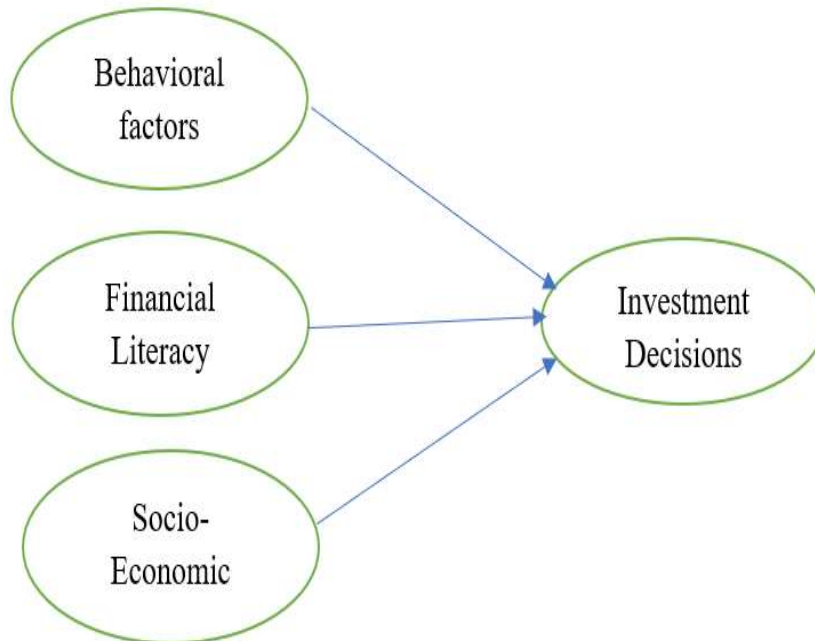 Behavioral
factors
Financial
Literacy
Investment
Decisions
Socio-
Economic